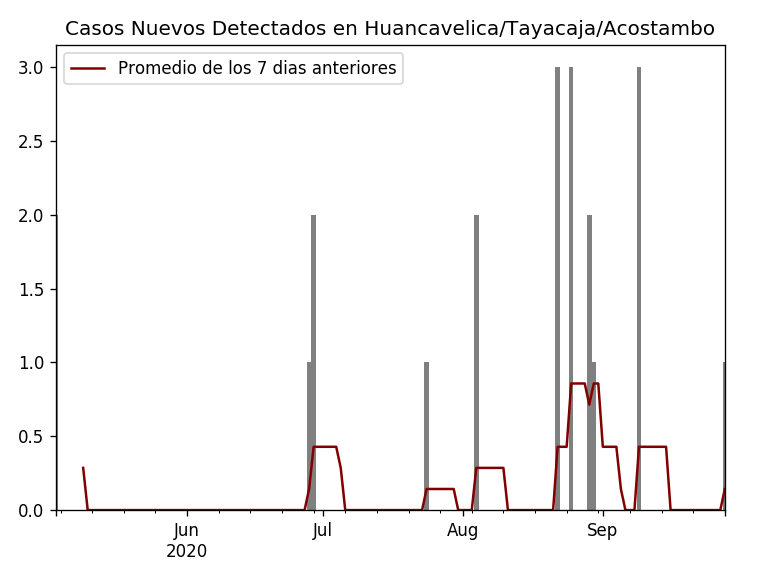 Casos Nuevos Detectados en Huancavelica/Tayacaja/Acostambo
Promedio de los 7 dias anteriores
3.0
2.5
2.0
1.5
1.0
0.5
0.0
Jun Jul Aug Sep
2020